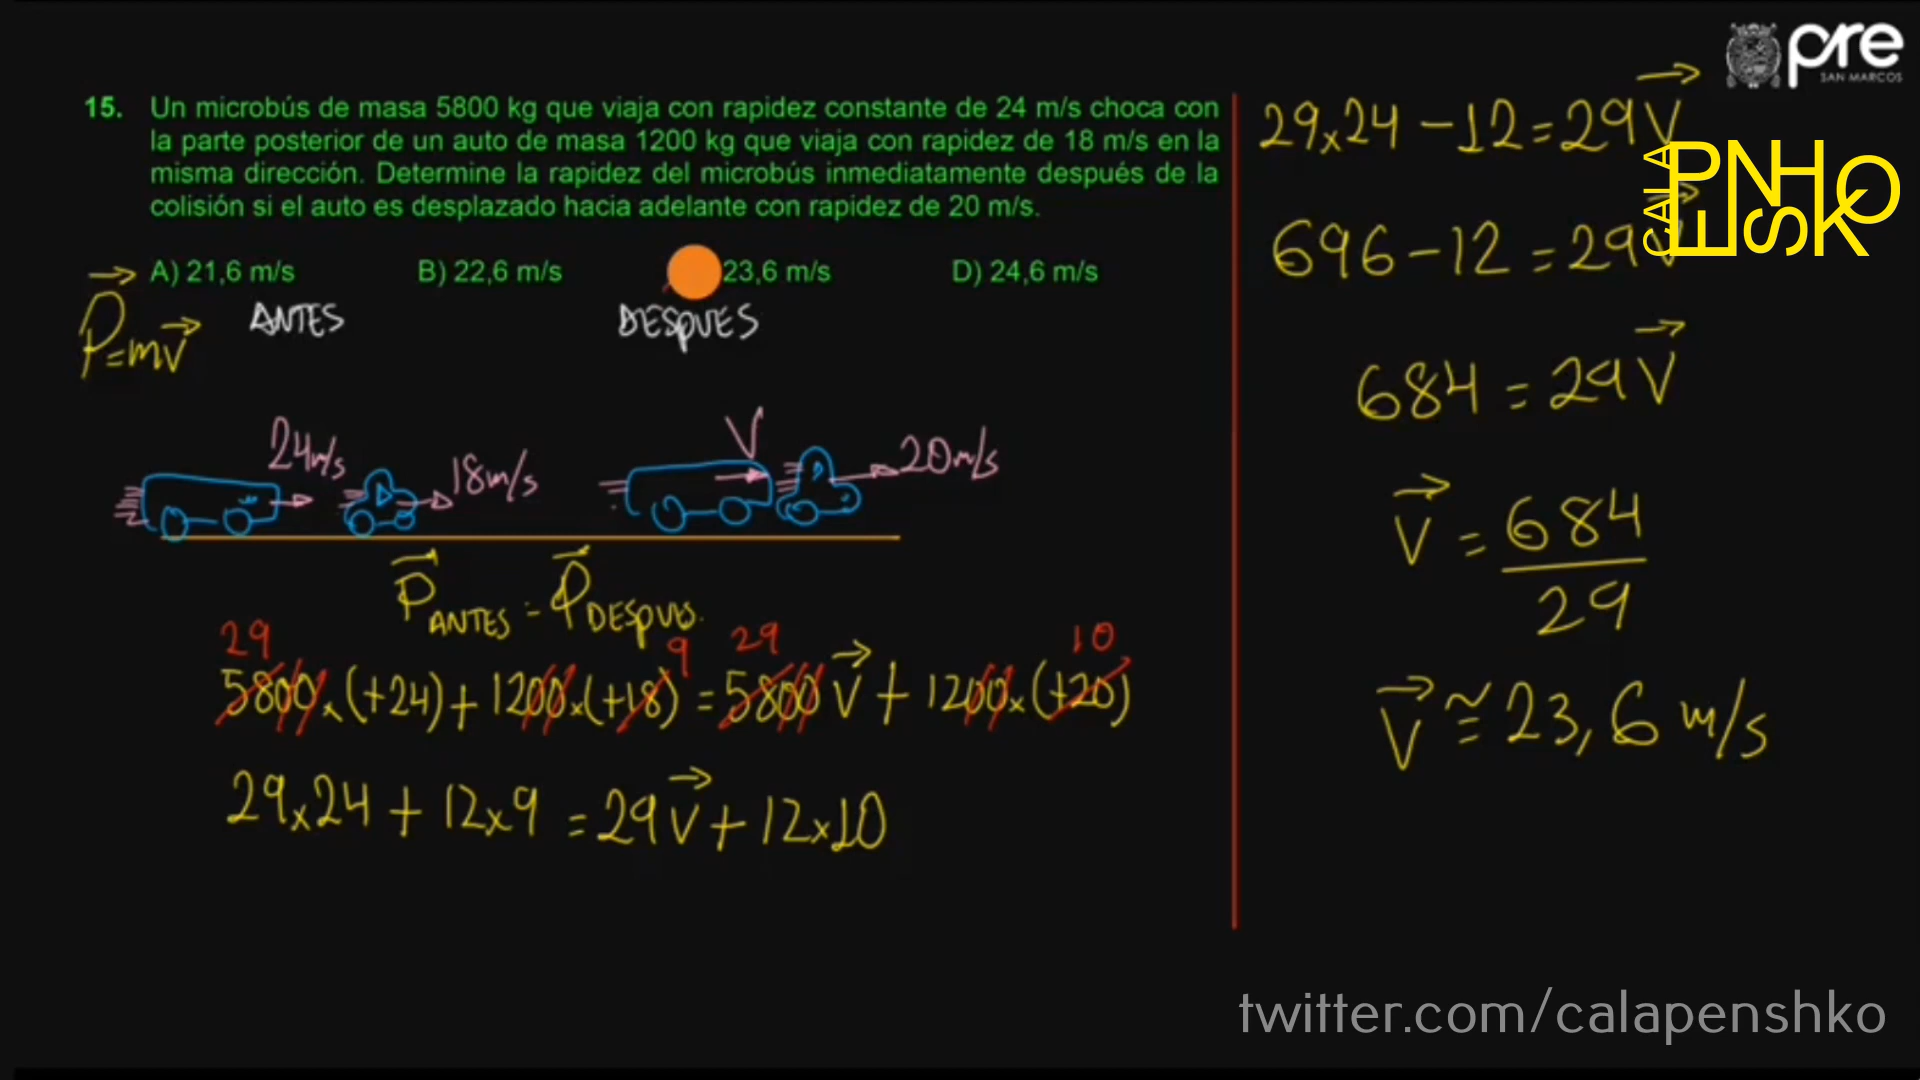 pre
SAN MARCOS
15. Un microbús de masa 5800 kg que viaja con rapidez constante de 24 m/s choca con
la parte posterior de un auto de masa 1200 kg que viaja con rapidez de 18 m/s en la
misma dirección. Determine la rapidez del microbús inmediatamente después de la
colisión si el auto es desplazado hacia adelante con rapidez de 20 m/s.
A) 21,6 m/s B) 22,6 m/s 23,6 m/s D) 24,6 m/s
P=mv
ANTES DESPUES
24m/s 18m/s V 20m/s
P ANTES = P DESPUES.
29 9 29 10
5800x(+24)+1200x(+18)=5800V+1200x(+20)
29x24+12x9=29V+12x10
29x24-12=29V
696-12=29V
684=29V
V=684
29
V≅23,6 m/s
CALA
PENSHKO
twitter.com/calapenshko